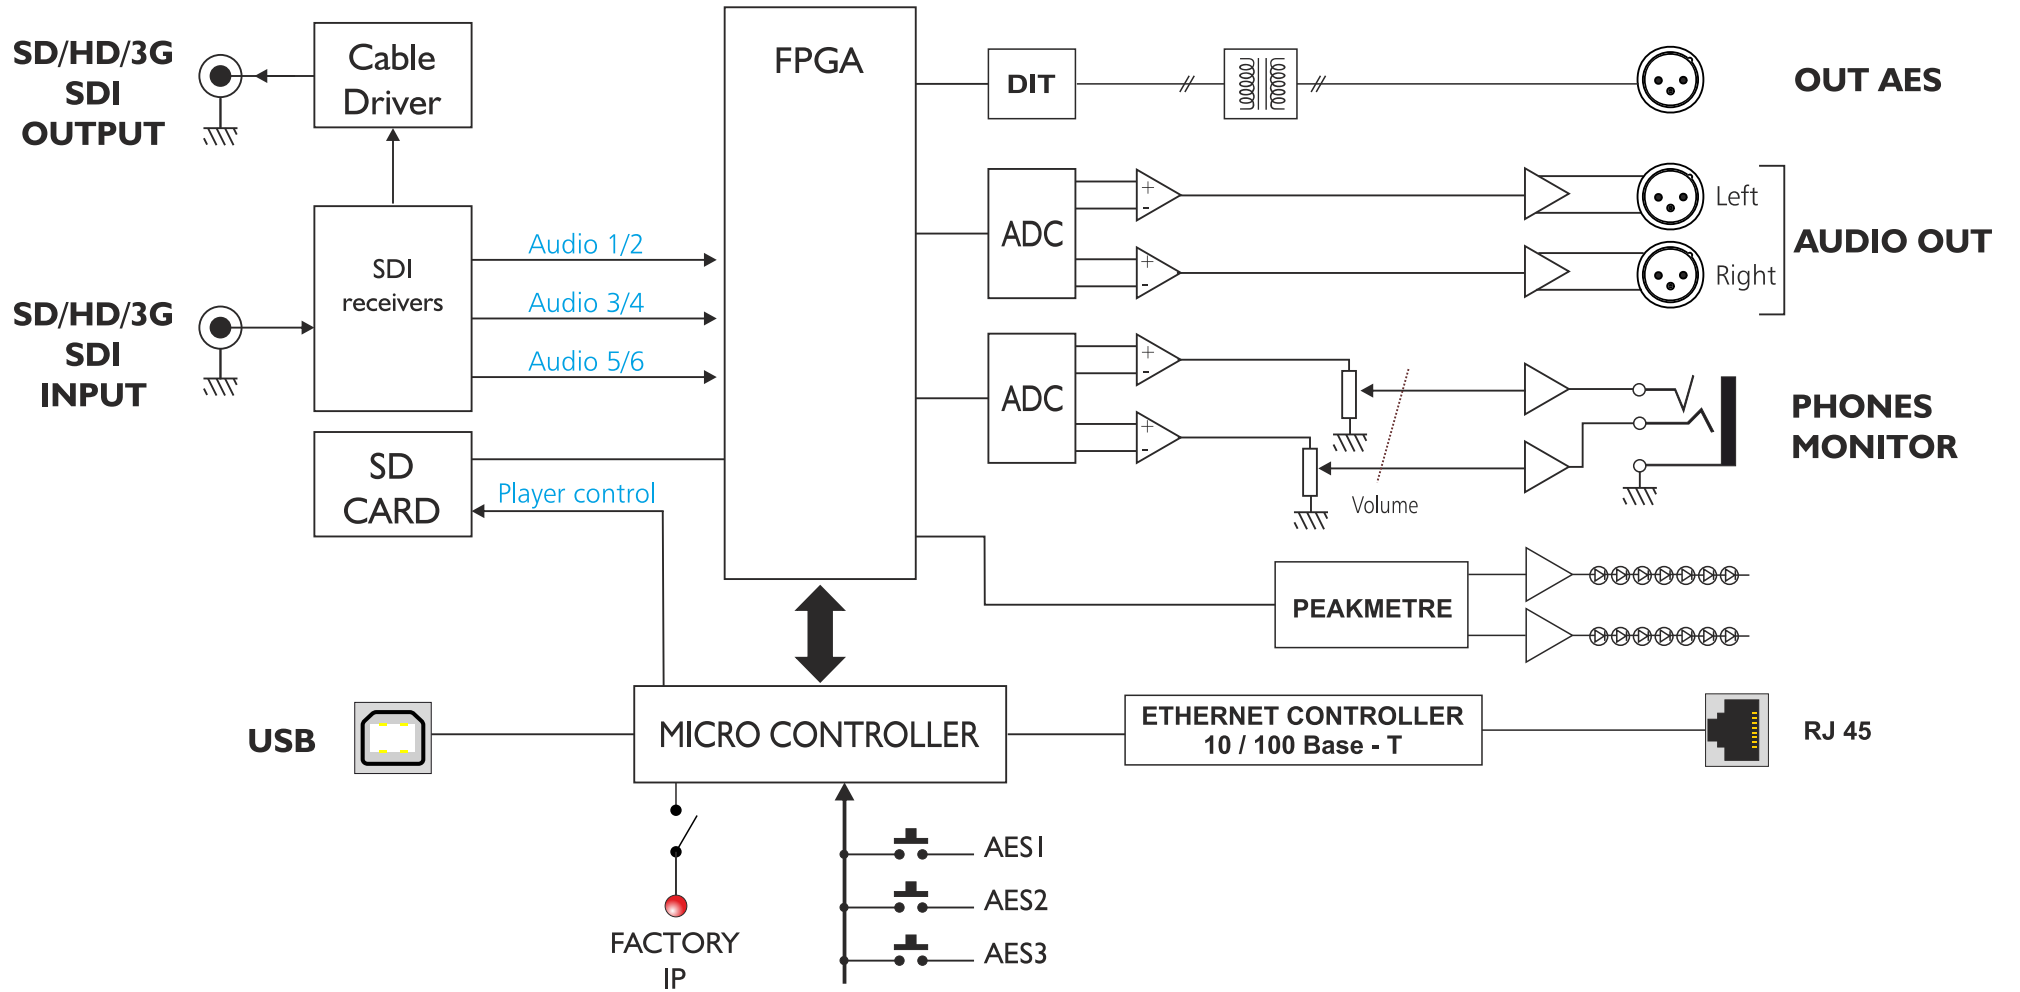 SD/HD/3G
SDI
OUTPUT
Cable
Driver
FPGA
DIT
OUT AES
ADC
+
-
+
-
Left
Right
AUDIO OUT
SDI
receivers
Audio 1/2
Audio 3/4
Audio 5/6
SD/HD/3G
SDI
INPUT
ADC
+
-
+
-
Volume
PHONES
MONITOR
SD
CARD
Player control
PEAKMETRE
USB
MICRO CONTROLLER
ETHERNET CONTROLLER
10 / 100 Base - T
RJ 45
FACTORY
IP
AES1
AES2
AES3